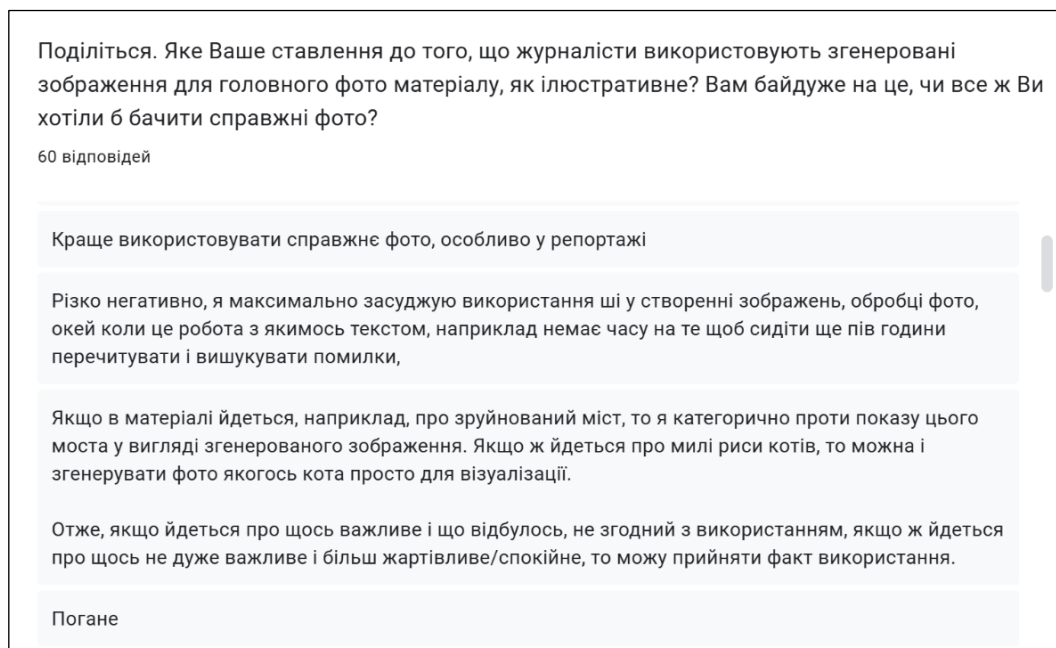 Поділіться. Яке Ваше ставлення до того, що журналісти використовують згенеровані
зображення для головного фото матеріалу, як ілюстративне? Вам байдуже на це, чи все ж Ви
хотіли б бачити справжні фото?
60 відповідей
Краще використовувати справжнє фото, особливо у репортажі
Різко негативно, я максимально засуджую використання ші у створенні зображень, обробці фото,
окей коли це робота з якимось текстом, наприклад немає часу на те щоб сидіти ще пів години
перечитувати і вишукувати помилки,
Якщо в матеріалі йдеться, наприклад, про зруйнований міст, то я категорично проти показу цього
моста у вигляді згенерованого зображення. Якщо ж йдеться про милі риси котів, то можна і
згенерувати фото якогось кота просто для візуалізації.
Отже, якщо йдеться про щось важливе і що відбулось, не згодний з використанням, якщо ж йдеться
про щось не дуже важливе і більш жартівливе/спокійне, то можу прийняти факт використання.
Погане